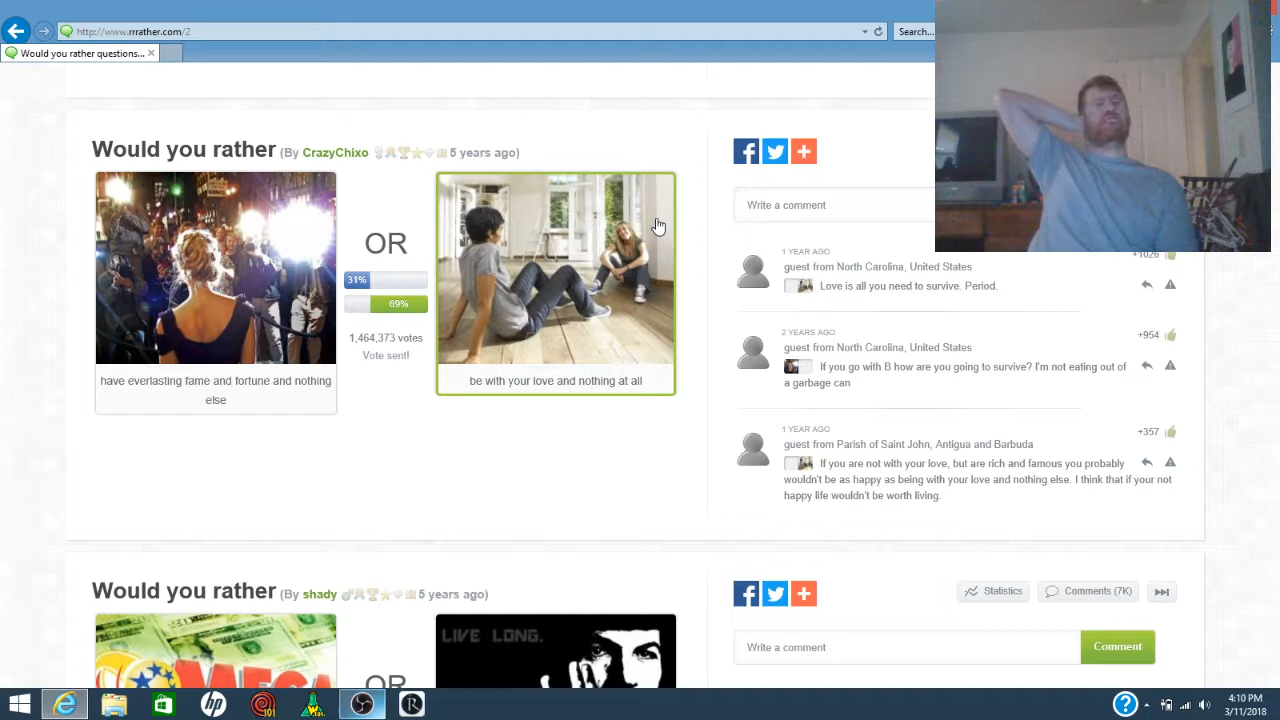 http://www.rrrather.com/2
Search...
Would you rather questions...
Would you rather (By CrazyChixo 5 years ago)
OR
31%
69%
1,464,373 votes
Vote sent!
have everlasting fame and fortune and nothing
else
be with your love and nothing at all
Write a comment
1 YEAR AGO
+1026
guest from North Carolina, United States
Love is all you need to survive. Period.
2 YEARS AGO
+954
guest from North Carolina, United States
If you go with B how are you going to survive? I'm not eating out of
a garbage can
1 YEAR AGO
+357
guest from Parish of Saint John, Antigua and Barbuda
If you are not with your love, but are rich and famous you probably
wouldn't be as happy as being with your love and nothing else. I think that if your not
happy life wouldn't be worth living.
Would you rather (By shady 5 years ago)
OR
LIVE LONG.
Statistics
Comments (7K)
Write a comment
Comment
hp
101
R
4:10 PM
3/11/2018